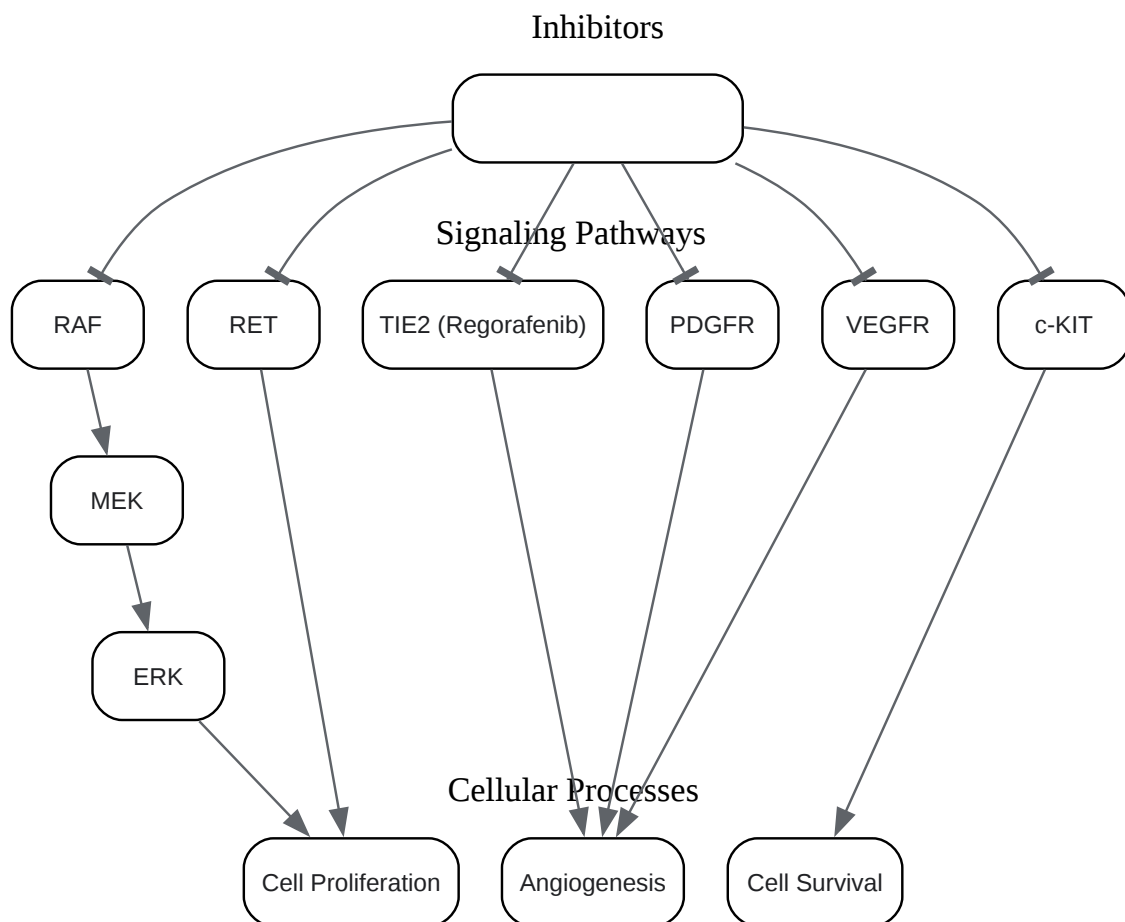 Inhibitors
Signaling Pathways
RAF
RET
TIE2 (Regorafenib)
PDGFR
VEGFR
c-KIT
MEK
ERK
Cellular Processes
Cell Proliferation
Angiogenesis
Cell Survival